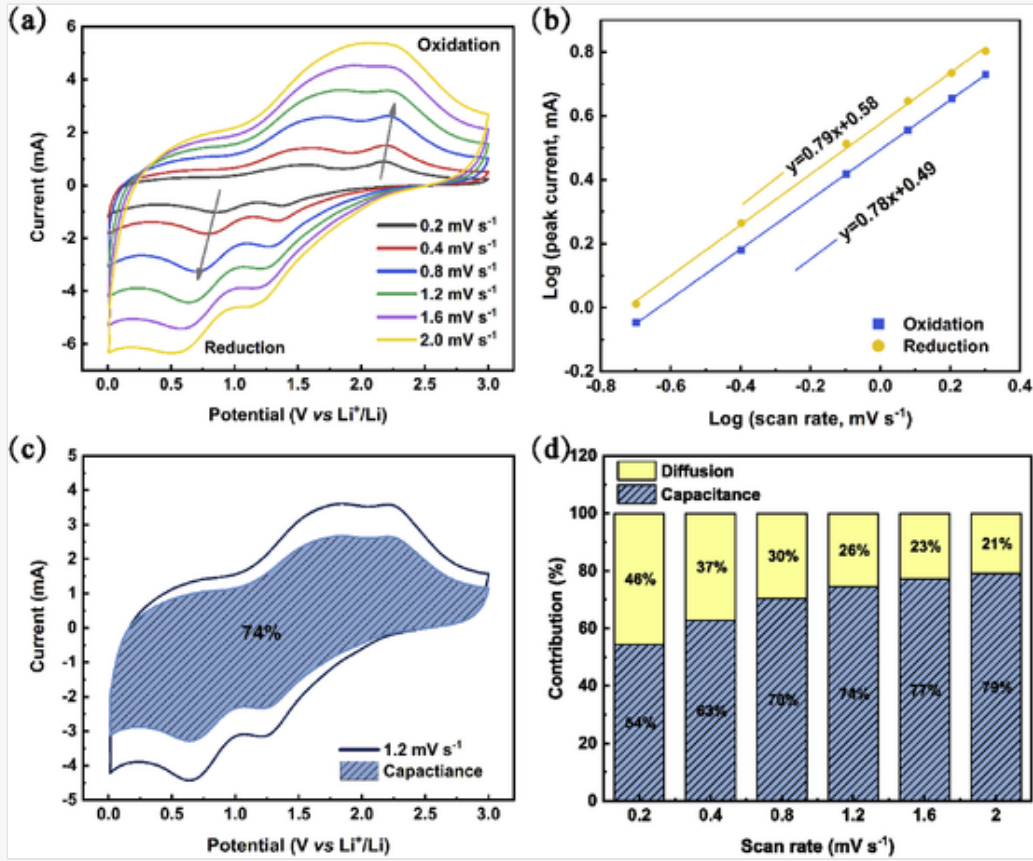 (a)
Oxidation
6
4
2
0
-2
-4
-6
Current (mA)
0.2 mV s⁻¹
0.4 mV s⁻¹
0.8 mV s⁻¹
1.2 mV s⁻¹
1.6 mV s⁻¹
2.0 mV s⁻¹
Reduction
0.0 0.5 1.0 1.5 2.0 2.5 3.0
Potential (V vs Li⁺/Li)
(b)
0.8
0.6
0.4
0.2
0.0
-0.2
Log (peak current, mA)
y=0.79x+0.58
y=0.78x+0.49
Oxidation
Reduction
-0.8 -0.6 -0.4 -0.2 0.0 0.2 0.4
Log (scan rate, mV s⁻¹)
(c)
5
4
3
2
1
0
-1
-2
-3
-4
-5
Current (mA)
74%
1.2 mV s⁻¹
Capactiance
0.0 0.5 1.0 1.5 2.0 2.5 3.0
Potential (V vs Li⁺/Li)
(d)
120
100
80
60
40
20
0
Contribution (%)
Diffusion
Capacitance
46% 37% 30% 26% 23% 21%
54% 63% 70% 74% 77% 79%
0.2 0.4 0.8 1.2 1.6 2
Scan rate (mV s⁻¹)